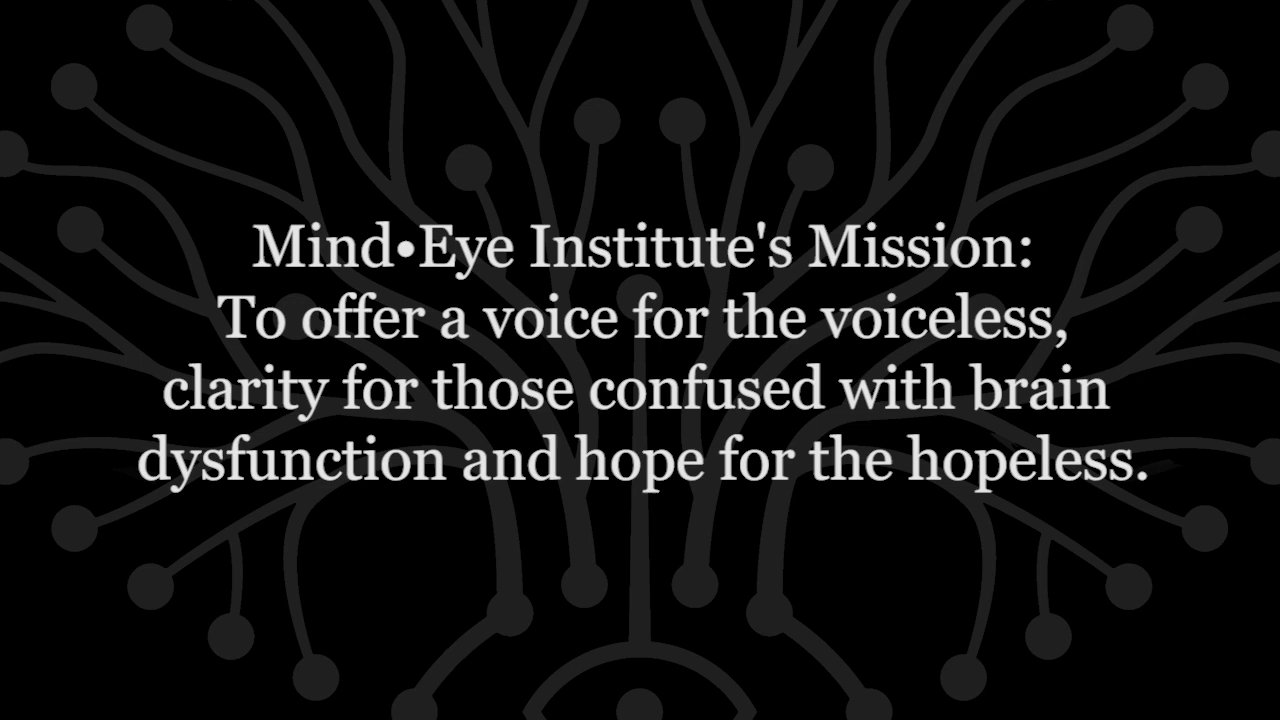 Mind•Eye Institute's Mission:
To offer a voice for the voiceless,
clarity for those confused with brain
dysfunction and hope for the hopeless.